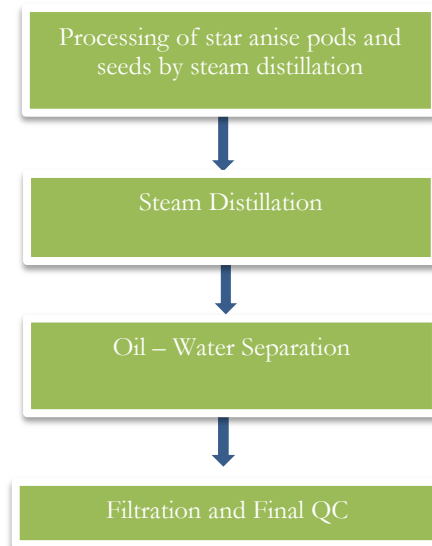 Processing of star anise pods and
seeds by steam distillation
Steam Distillation
Oil – Water Separation
Filtration and Final QC